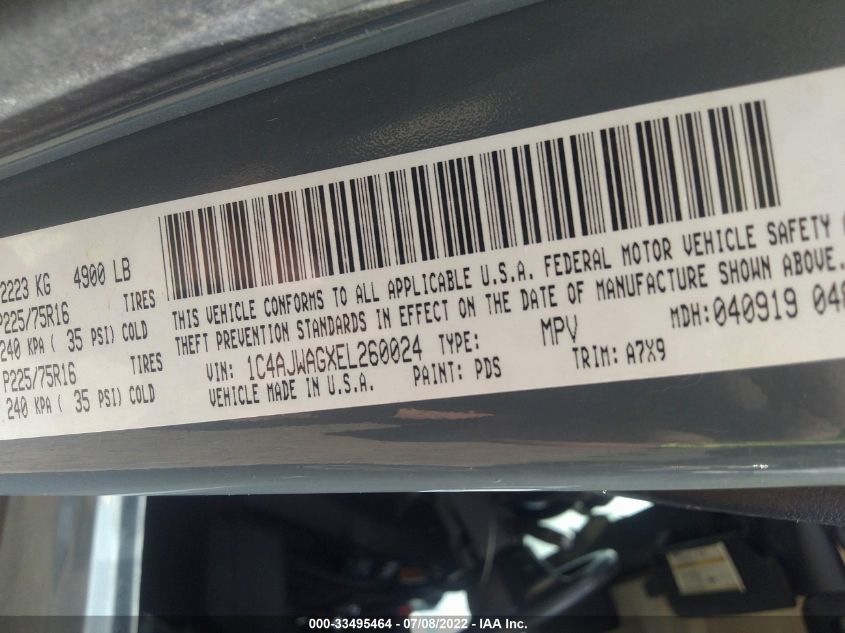 2223 KG 4900 LB
P225/75R16 TIRES
240 KPA ( 35 PSI) COLD
P225/75R16 TIRES
240 KPA ( 35 PSI) COLD
THIS VEHICLE CONFORMS TO ALL APPLICABLE U.S.A. FEDERAL MOTOR VEHICLE SAFETY
THEFT PREVENTION STANDARDS IN EFFECT ON THE DATE OF MANUFACTURE SHOWN ABOVE.
VIN: 1C4AJWAGXEL260024 TYPE: MPV MDH:040919
VEHICLE MADE IN U.S.A. PAINT: PDS TRIM: A7X9
000-33495464 - 07/08/2022 - IAA Inc.